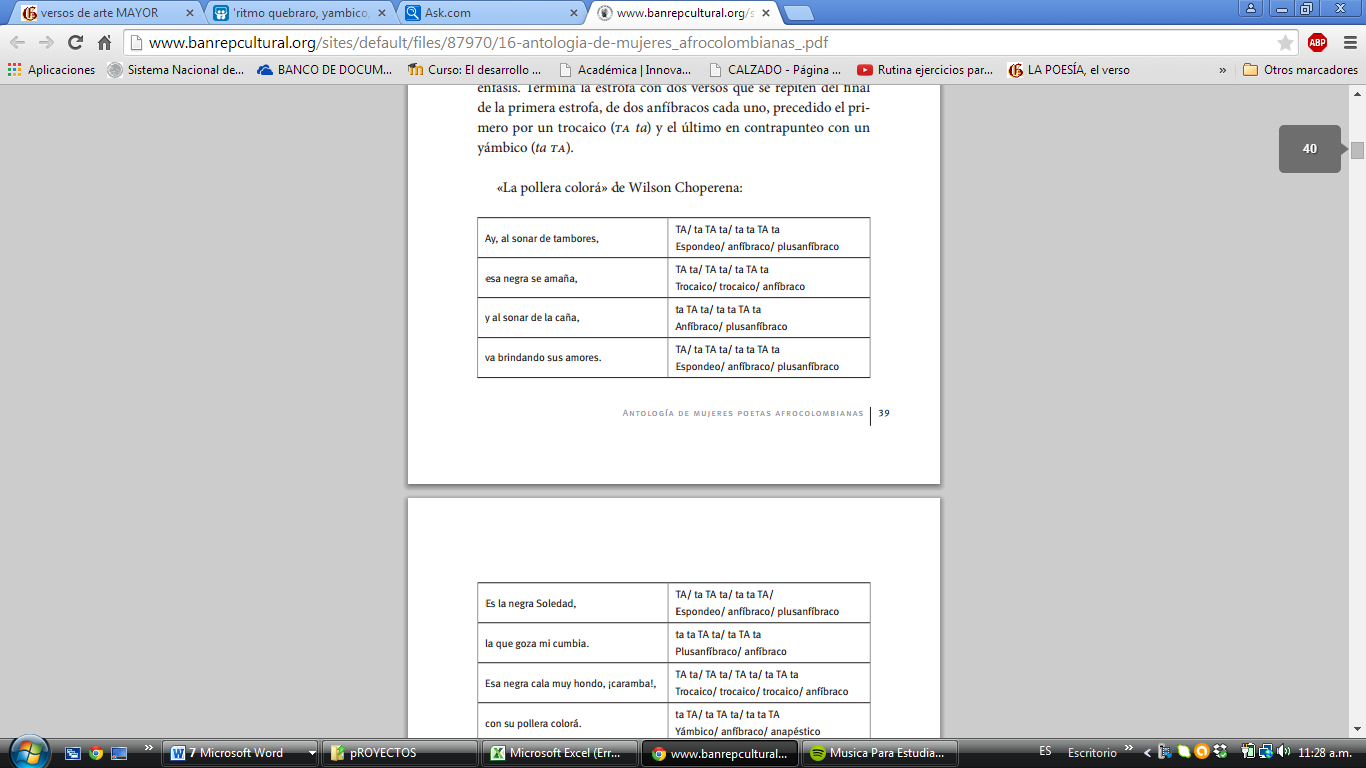 versos de arte MAYOR
'ritmo quebraro, yambico,
Ask.com
www.banrepcultural.org/s
www.banrepcultural.org/sites/default/files/87970/16-antologia-de-mujeres_afrocolombianas_.pdf
ABP
Aplicaciones
Sistema Nacional de...
BANCO DE DOCUM...
Curso: El desarrollo ...
Académica | Innova...
CALZADO - Página ...
Rutina ejercicios par...
LA POESÍA, el verso
»
Otros marcadores
énfasis. Termina la estrofa con dos versos que se repiten del final
de la primera estrofa, de dos anfíbracos cada uno, precedido el pri-
mero por un trocaico (TA ta) y el último en contrapunteo con un
yámbico (ta TA).
40
«La pollera colorá» de Wilson Choperena:
Ay, al sonar de tambores,
TA/ ta TA ta/ ta ta TA ta
Espondeo/ anfíbraco/ plusanfíbraco
esa negra se amaña,
TA ta/ TA ta/ ta TA ta
Trocaico/ trocaico/ anfíbraco
y al sonar de la caña,
ta TA ta/ ta ta TA ta
Anfíbraco/ plusanfíbraco
va brindando sus amores.
TA/ ta TA ta/ ta ta TA ta
Espondeo/ anfíbraco/ plusanfíbraco
Antología de mujeres poetas afrocolombianas
39
Es la negra Soledad,
TA/ ta TA ta/ ta ta TA/
Espondeo/ anfíbraco/ plusanfíbraco
la que goza mi cumbia.
ta ta TA ta/ ta TA ta
Plusanfíbraco/ anfíbraco
Esa negra cala muy hondo, ¡caramba!,
TA ta/ TA ta/ TA ta/ ta TA ta
Trocaico/ trocaico/ trocaico/ anfíbraco
con su pollera colorá.
ta TA/ ta TA ta/ ta ta TA
Yámbico/ anfíbraco/ anapéstico
»
7 Microsoft Word
pROYECTOS
Microsoft Excel (Err...
www.banrepcultural...
Musica Para Estudia...
ES
Escritorio
»
11:28 a.m.